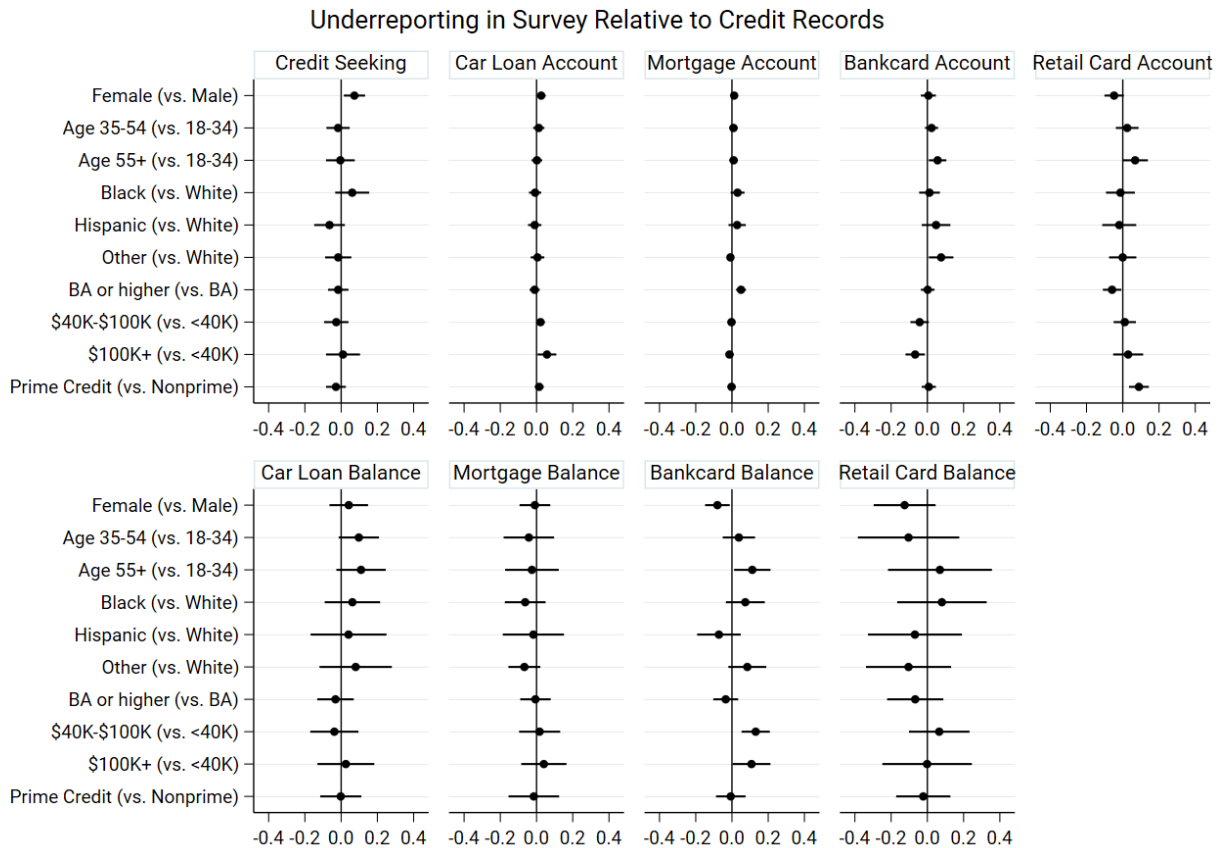 Underreporting in Survey Relative to Credit Records
Credit Seeking
Car Loan Account
Mortgage Account
Bankcard Account
Retail Card Account
Female (vs. Male)
Age 35-54 (vs. 18-34)
Age 55+ (vs. 18-34)
Black (vs. White)
Hispanic (vs. White)
Other (vs. White)
BA or higher (vs. BA)
$40K-$100K (vs. <40K)
$100K+ (vs. <40K)
Prime Credit (vs. Nonprime)
-0.4 -0.2 0.0 0.2 0.4
-0.4 -0.2 0.0 0.2 0.4
-0.4 -0.2 0.0 0.2 0.4
-0.4 -0.2 0.0 0.2 0.4
-0.4 -0.2 0.0 0.2 0.4
Car Loan Balance
Mortgage Balance
Bankcard Balance
Retail Card Balance
Female (vs. Male)
Age 35-54 (vs. 18-34)
Age 55+ (vs. 18-34)
Black (vs. White)
Hispanic (vs. White)
Other (vs. White)
BA or higher (vs. BA)
$40K-$100K (vs. <40K)
$100K+ (vs. <40K)
Prime Credit (vs. Nonprime)
-0.4 -0.2 0.0 0.2 0.4
-0.4 -0.2 0.0 0.2 0.4
-0.4 -0.2 0.0 0.2 0.4
-0.4 -0.2 0.0 0.2 0.4